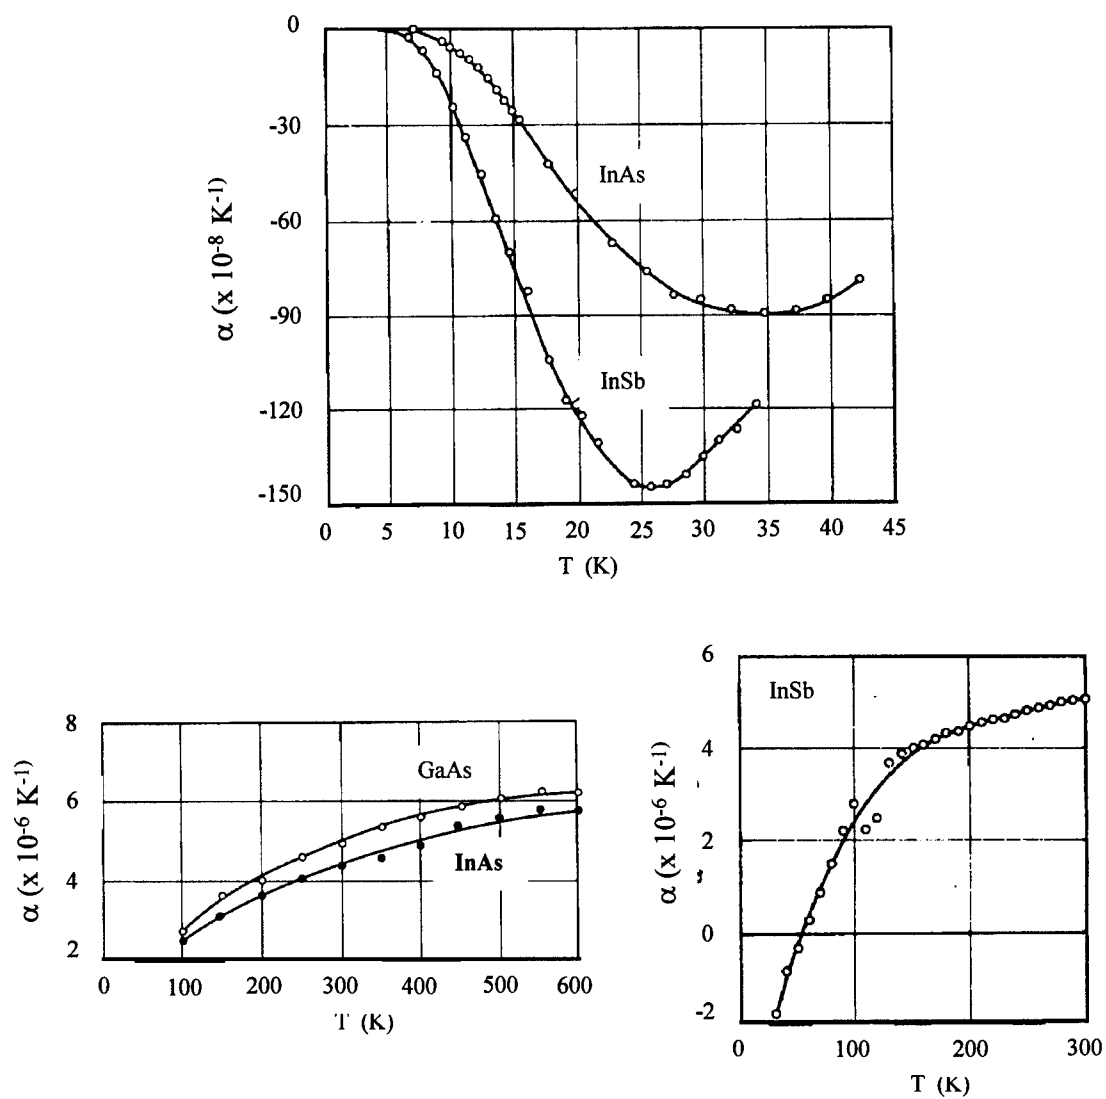 0
-30
-60
-90
-120
-150
α (x 10⁻⁸ K⁻¹)
InAs
InSb
0 5 10 15 20 25 30 35 40 45
T (K)
8
6
4
2
α (x 10⁻⁶ K⁻¹)
GaAs
InAs
0 100 200 300 400 500 600
T (K)
6
4
2
0
-2
α (x 10⁻⁶ K⁻¹)
InSb
0 100 200 300
T (K)